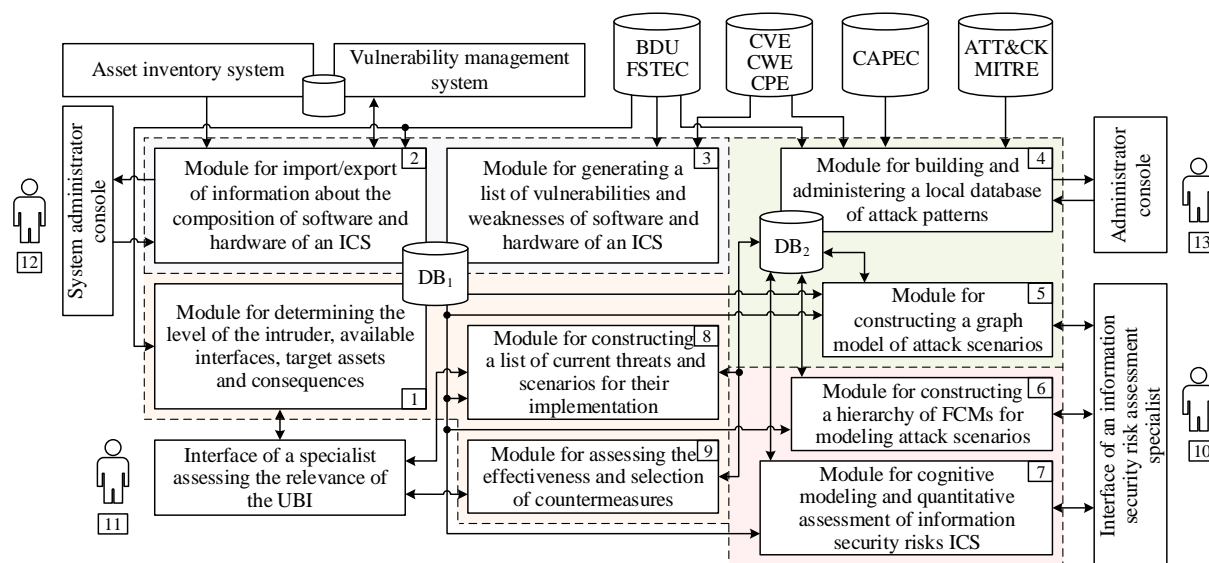 Asset inventory system
Vulnerability management
system
BDU
FSTEC
CVE
CWE
CPE
CAPEC
ATT&CK
MITRE
System administrator
console
12
2
Module for import/export
of information about the
composition of software and
hardware of an ICS
3
Module for generating a
list of vulnerabilities and
weaknesses of software and
hardware of an ICS
4
Module for building and
administering a local database
of attack patterns
Administrator
console
13
DB1
DB2
Module for determining the
level of the intruder, available
interfaces, target assets
and consequences
1
5
Module for
constructing a graph
model of attack scenarios
8
Module for constructing
a list of current threats and
scenarios for their
implementation
6
Module for constructing
a hierarchy of FCMs for
modeling attack scenarios
Interface of an information
security risk assessment
specialist
10
11
Interface of a specialist
assessing the relevance of
the UBI
9
Module for assessing the
effectiveness and selection
of countermeasures
7
Module for cognitive
modeling and quantitative
assessment of information
security risks ICS